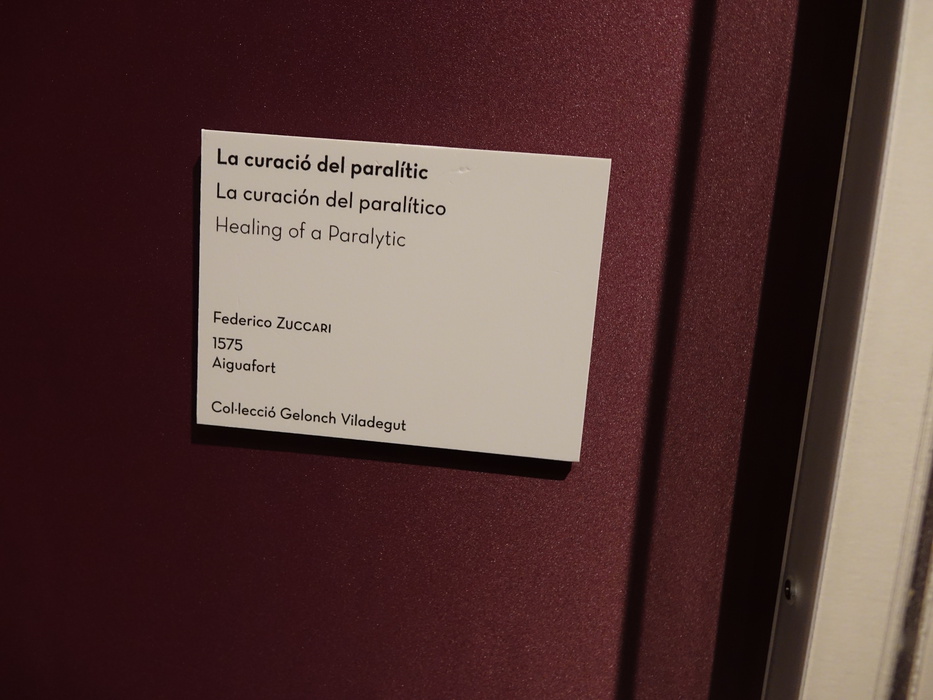 La curació del paralític
La curación del paralítico
Healing of a Paralytic
Federico ZUCCARI
1575
Aiguafort
Col·lecció Gelonch Viladegut